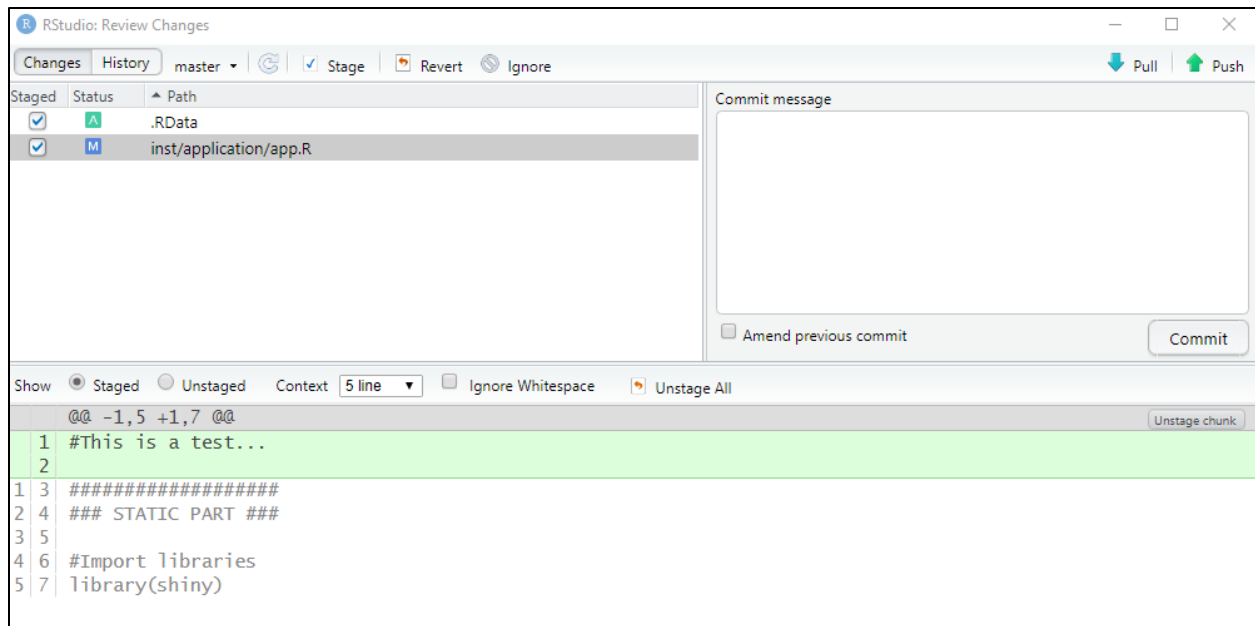 R RStudio: Review Changes
Changes History master Stage Revert Ignore Pull Push
Staged Status Path
A .RData
M inst/application/app.R
Commit message
Amend previous commit
Commit
Show Staged Unstaged Context 5 line Ignore Whitespace Unstage All
@@ -1,5 +1,7 @@ Unstage chunk
1 #This is a test...
2
1 3 ###################
2 4 ### STATIC PART ###
3 5
4 6 #Import libraries
5 7 library(shiny)